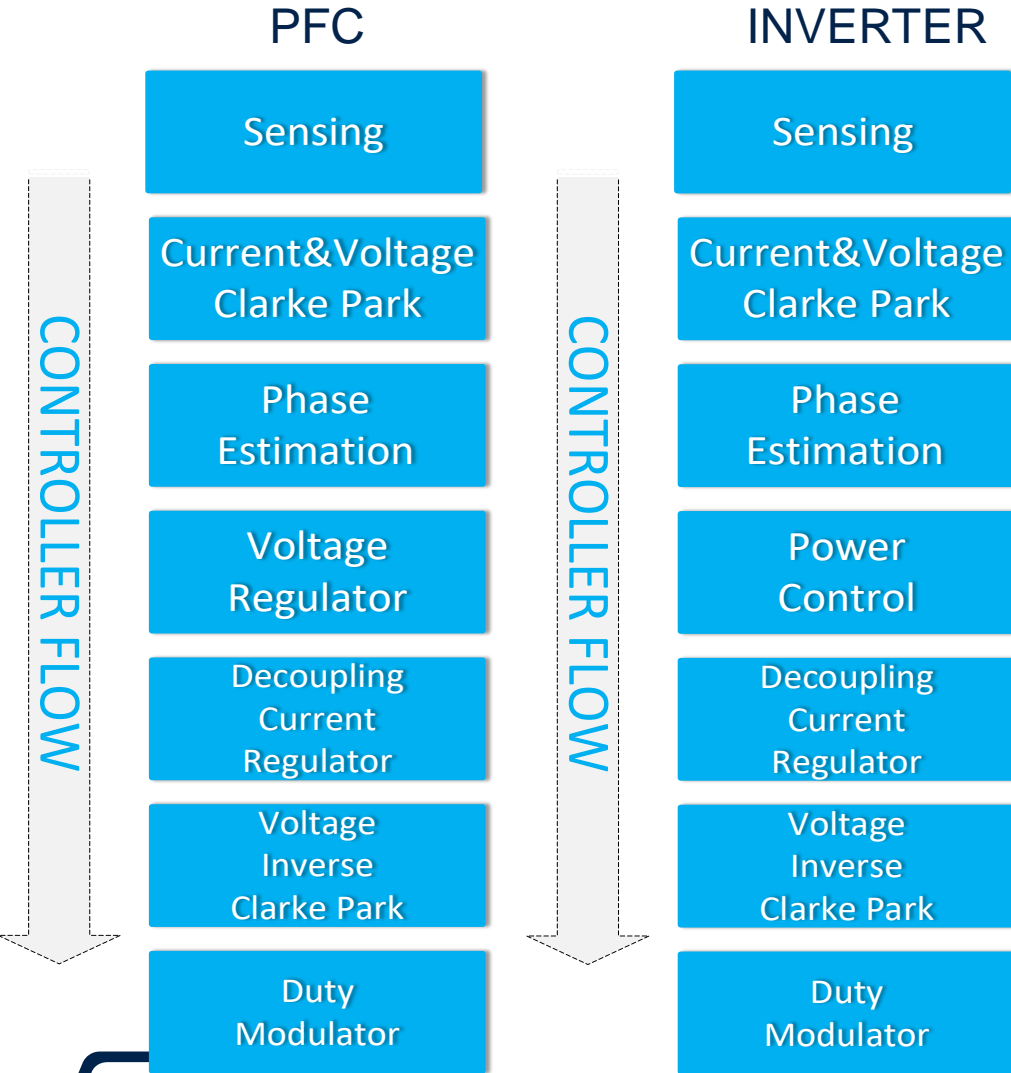 PFC
Sensing
Current&Voltage
Clarke Park
Phase
Estimation
Voltage
Regulator
Decoupling
Current
Regulator
Voltage
Inverse
Clarke Park
Duty
Modulator
CONTROLLER FLOW
INVERTER
Sensing
Current&Voltage
Clarke Park
Phase
Estimation
Power
Control
Decoupling
Current
Regulator
Voltage
Inverse
Clarke Park
Duty
Modulator
CONTROLLER FLOW